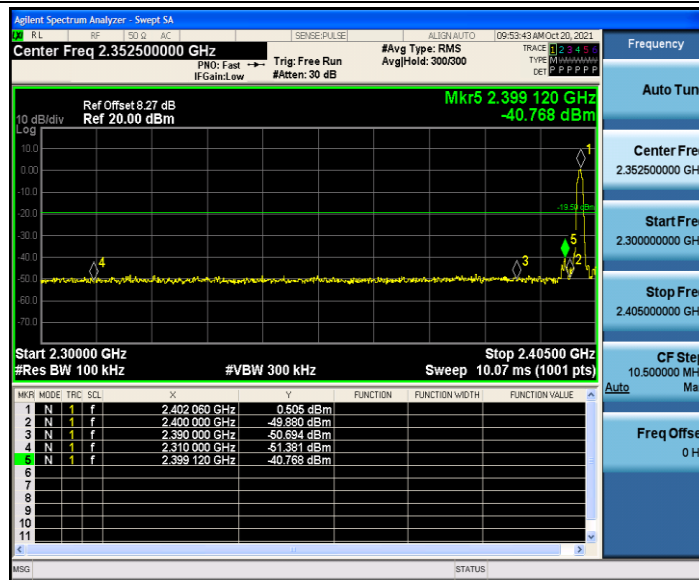 Agilent Spectrum Analyzer - Swept SA
RL RF 50 Ω AC SENSE:PULSE ALIGN AUTO 09:53:43 AM Oct 20, 2021
Center Freq 2.352500000 GHz
PNO: Fast
IFGain:Low
Trig: Free Run
#Atten: 30 dB
#Avg Type: RMS
Avg|Hold: 300/300
TRACE 1 2 3 4 5 6
TYPE M
DET P P P P P P
Frequency
Auto Tun
Center Fre
2.352500000 GH
Start Fre
2.300000000 GH
Stop Fre
2.405000000 GH
CF Step
10.500000 MH
Auto Ma
Freq Offse
0 H
Ref Offset 8.27 dB
10 dB/div Ref 20.00 dBm
Log
Mkr5 2.399 120 GHz
-40.768 dBm
10.0
0.00
-10.0
-20.0
-30.0
-40.0
-50.0
-60.0
-70.0
1
5
2
3
4
Start 2.30000 GHz Stop 2.40500 GHz
#Res BW 100 kHz #VBW 300 kHz Sweep 10.07 ms (1001 pts)
MKR MODE TRC SCL X Y FUNCTION FUNCTION WIDTH FUNCTION VALUE
1 N 1 f 2.402 060 GHz 0.505 dBm
2 N 1 f 2.400 000 GHz -49.880 dBm
3 N 1 f 2.390 000 GHz -50.694 dBm
4 N 1 f 2.310 000 GHz -51.381 dBm
5 N 1 f 2.399 120 GHz -40.768 dBm
6
7
8
9
10
11
MSG STATUS